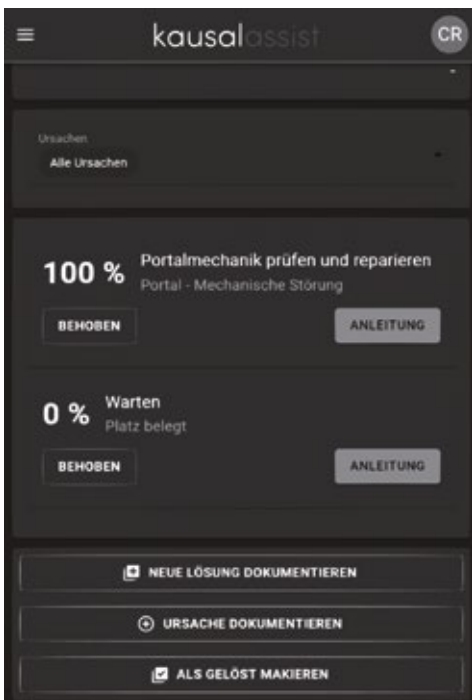 kausalassist
CR
Ursachen
Alle Ursachen
100 %
Portalmechanik prüfen und reparieren
Portal - Mechanische Störung
BEHOBEN
ANLEITUNG
0 %
Warten
Platz belegt
BEHOBEN
ANLEITUNG
NEUE LÖSUNG DOKUMENTIEREN
URSACHE DOKUMENTIEREN
ALS GELÖST MAKIEREN